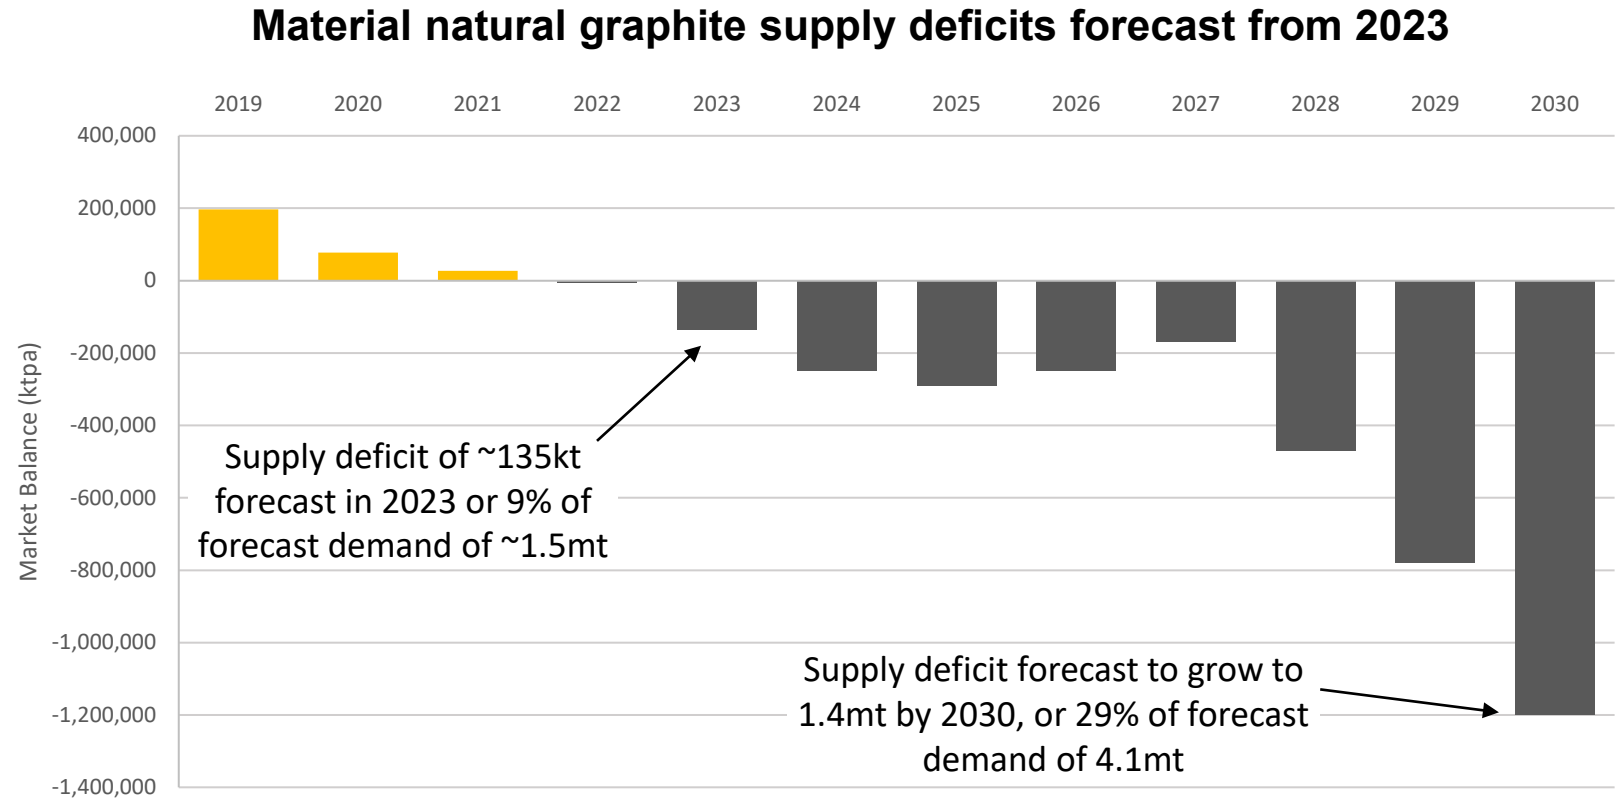 Material natural graphite supply deficits forecast from 2023
2019 2020 2021 2022 2023 2024 2025 2026 2027 2028 2029 2030
400,000
200,000
0
-200,000
-400,000
-600,000
-800,000
-1,000,000
-1,200,000
-1,400,000
Market Balance (ktpa)
Supply deficit of ~135kt
forecast in 2023 or 9% of
forecast demand of ~1.5mt
Supply deficit forecast to grow to
1.4mt by 2030, or 29% of forecast
demand of 4.1mt